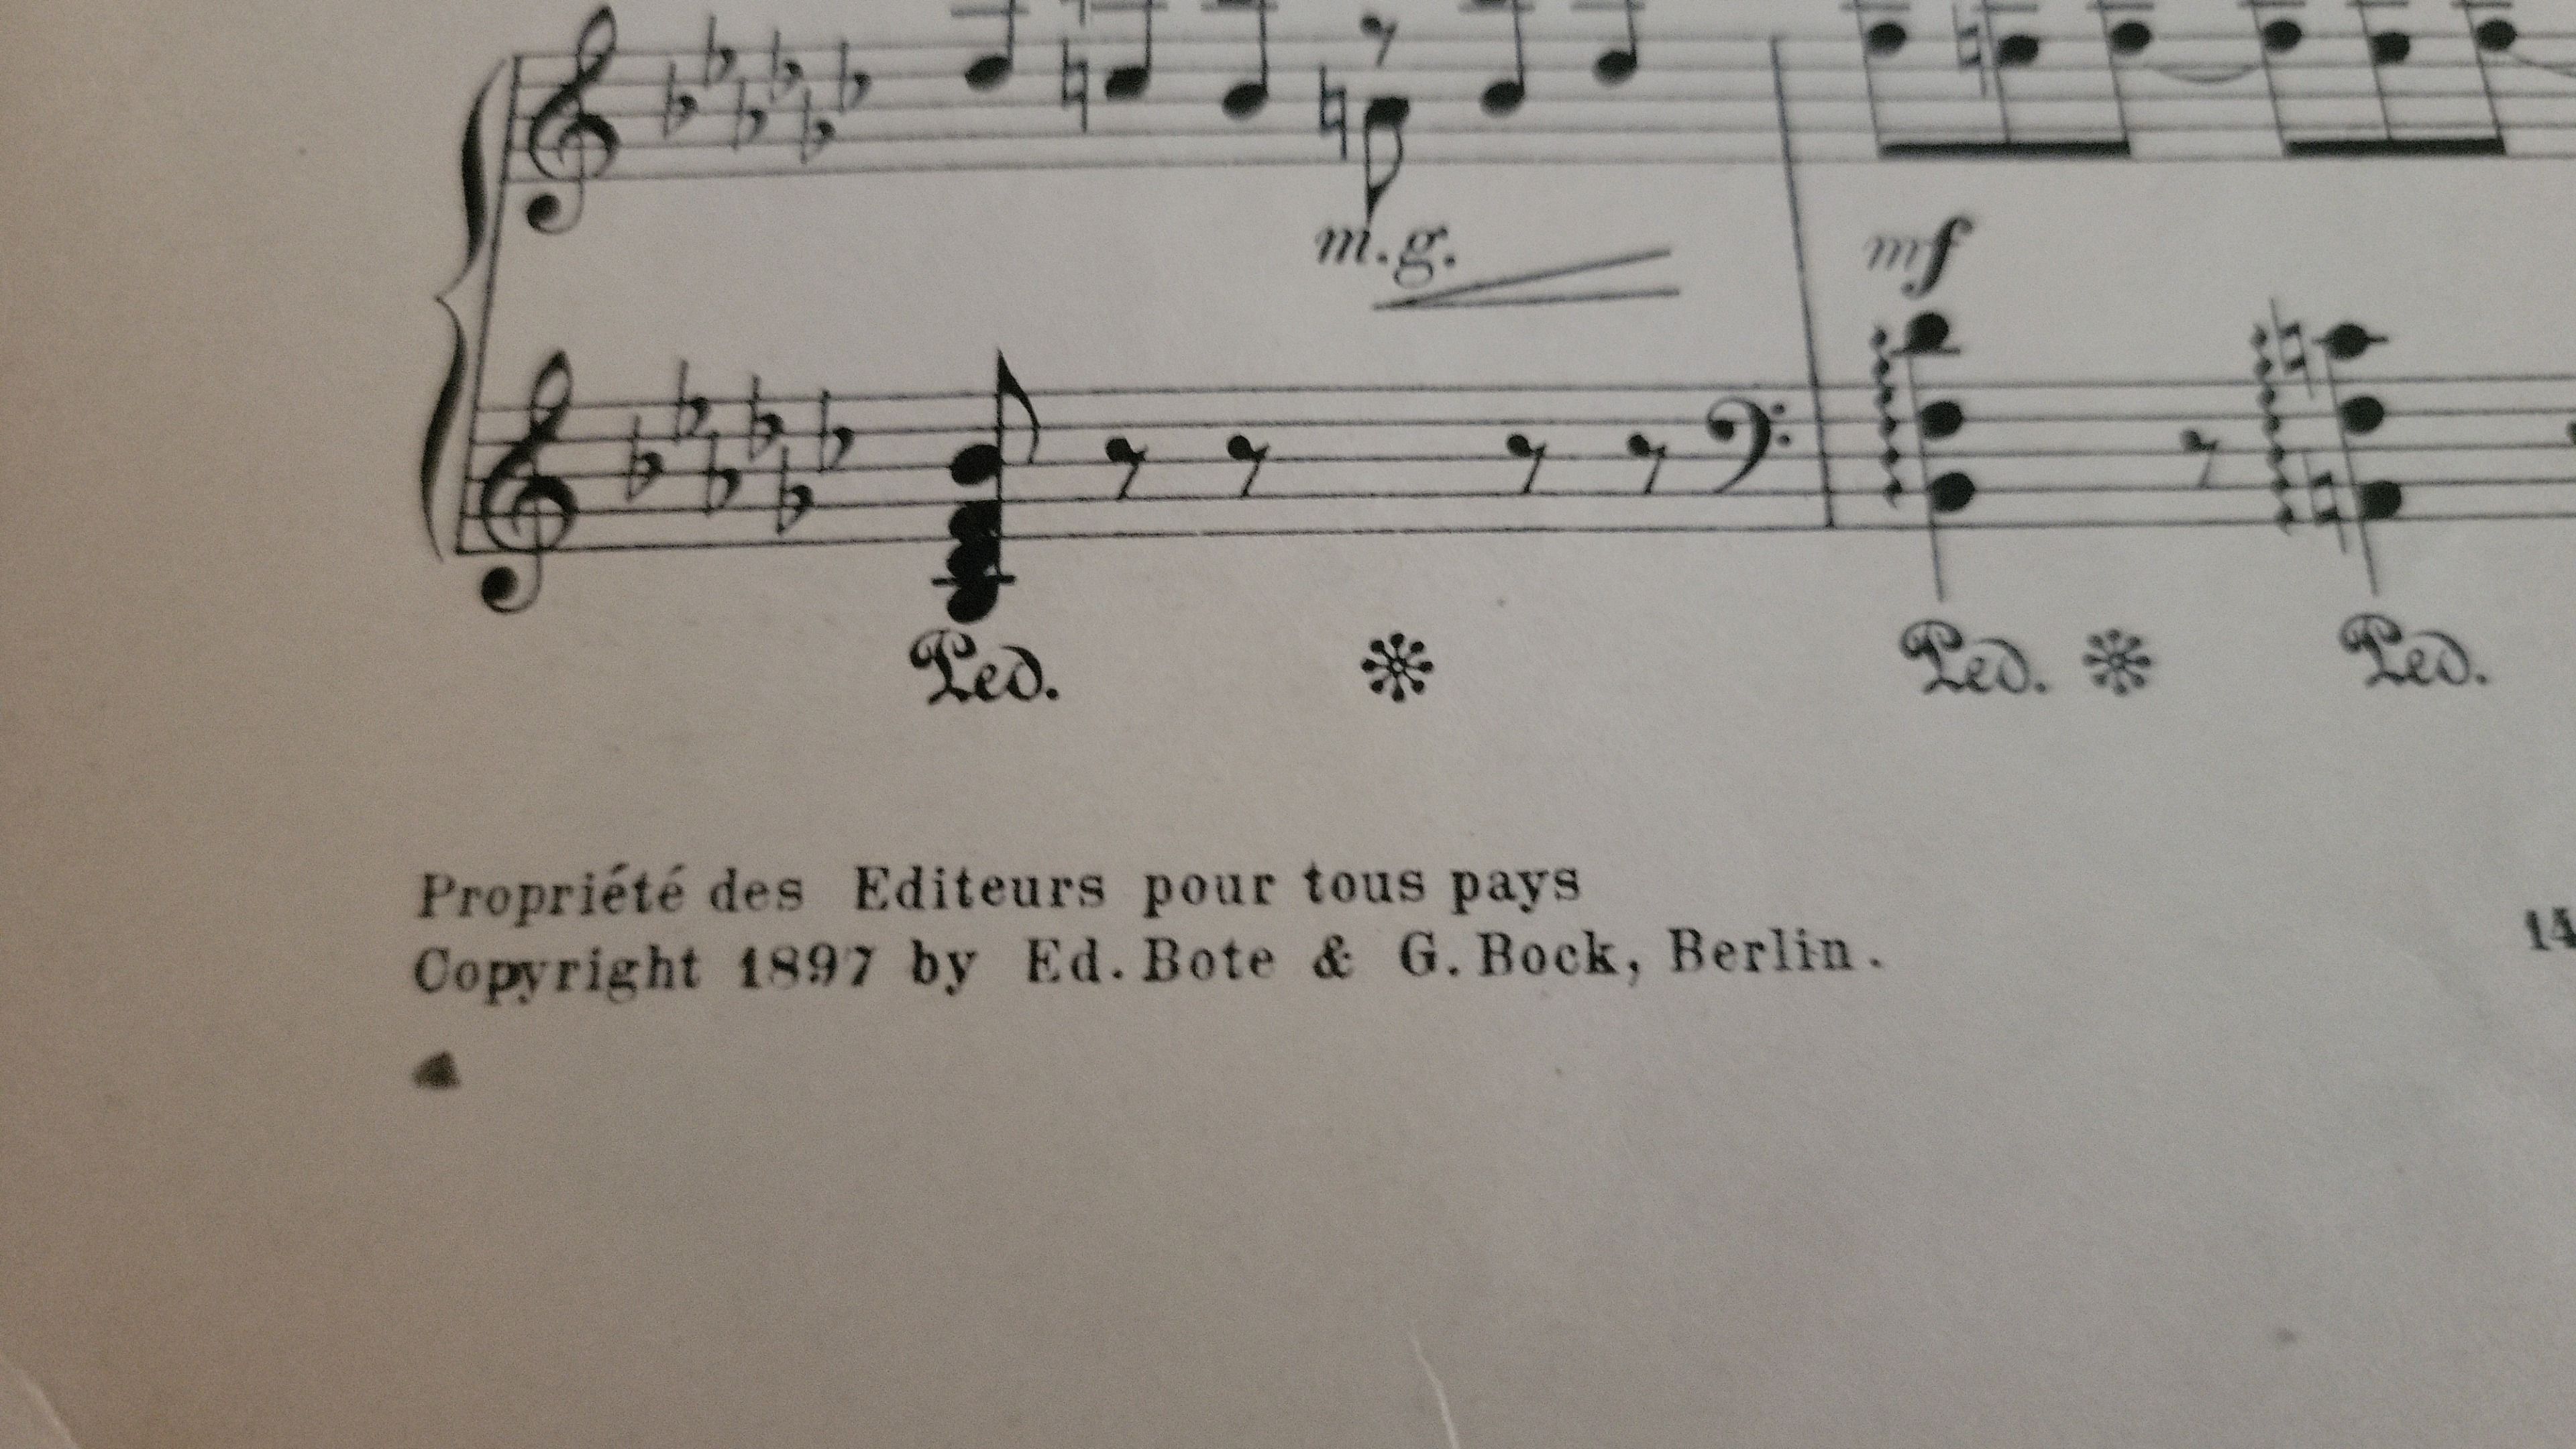 m.g.
mf
Ped. Ped. Ped.
Propriété des Editeurs pour tous pays
Copyright 1897 by Ed. Bote & G. Bock, Berlin.